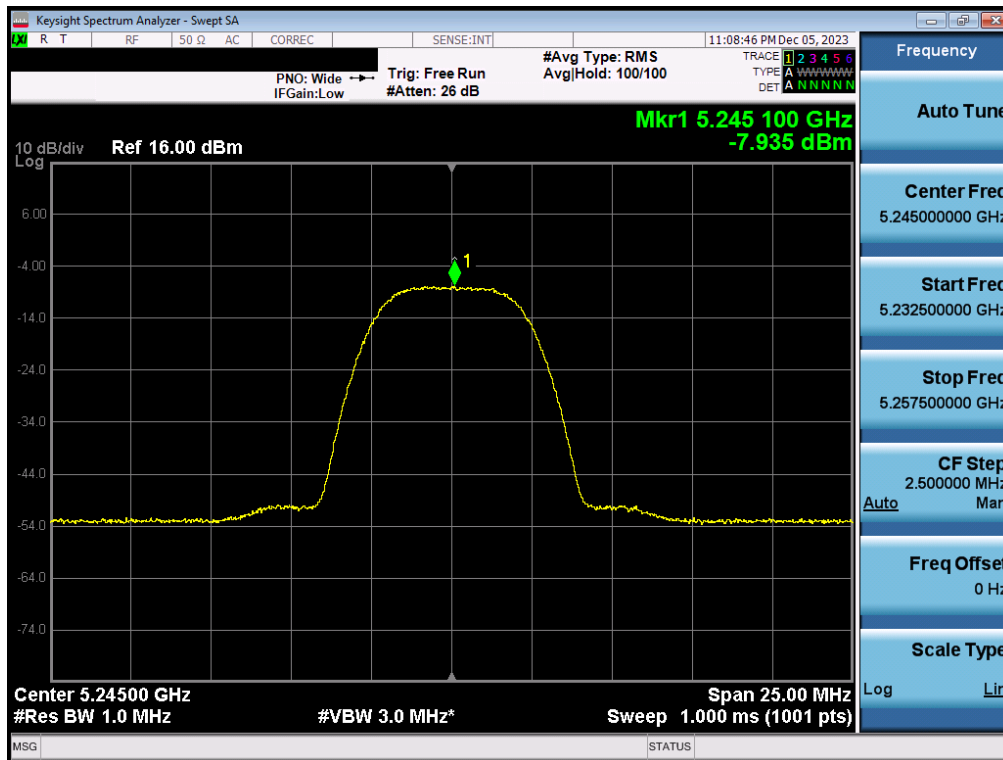 Keysight Spectrum Analyzer - Swept SA
LXI R T RF 50 Ω AC CORREC SENSE:INT 11:08:46 PM Dec 05, 2023
#Avg Type: RMS TRACE 1 2 3 4 5 6
PNO: Wide Trig: Free Run Avg|Hold: 100/100 TYPE A WWWWW
IFGain:Low #Atten: 26 dB DET A N N N N N
Mkr1 5.245 100 GHz
-7.935 dBm
10 dB/div Ref 16.00 dBm
Log
6.00
1
-4.00
-14.0
-24.0
-34.0
-44.0
-54.0
-64.0
-74.0
Center 5.24500 GHz Span 25.00 MHz
#Res BW 1.0 MHz #VBW 3.0 MHz* Sweep 1.000 ms (1001 pts)
MSG STATUS
Frequency
Auto Tune
Center Freq
5.245000000 GHz
Start Freq
5.232500000 GHz
Stop Freq
5.257500000 GHz
CF Step
2.500000 MHz
Auto Man
Freq Offset
0 Hz
Scale Type
Log Lin